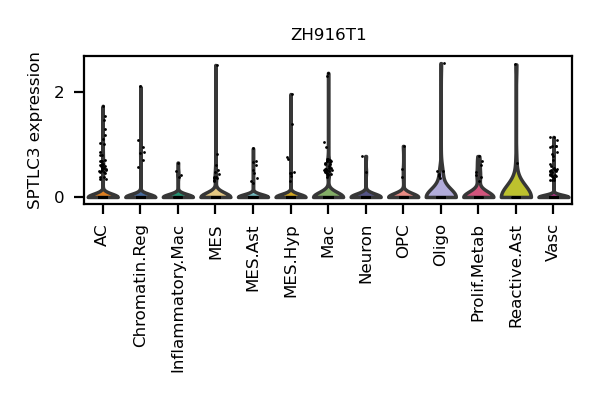 ZH916T1
SPTLC3 expression
2
0
AC
Chromatin.Reg
Inflammatory.Mac
MES
MES.Ast
MES.Hyp
Mac
Neuron
OPC
Oligo
Prolif.Metab
Reactive.Ast
Vasc